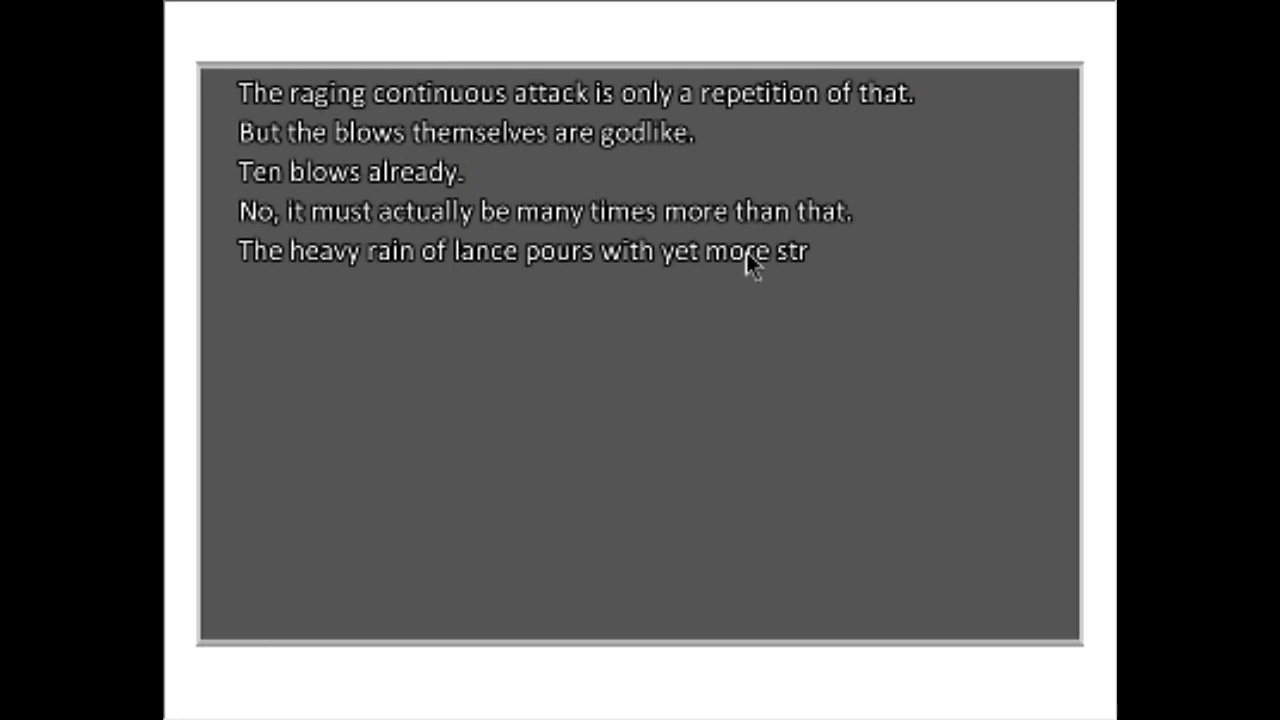 The raging continuous attack is only a repetition of that.
But the blows themselves are godlike.
Ten blows already.
No, it must actually be many times more than that.
The heavy rain of lance pours with yet more str